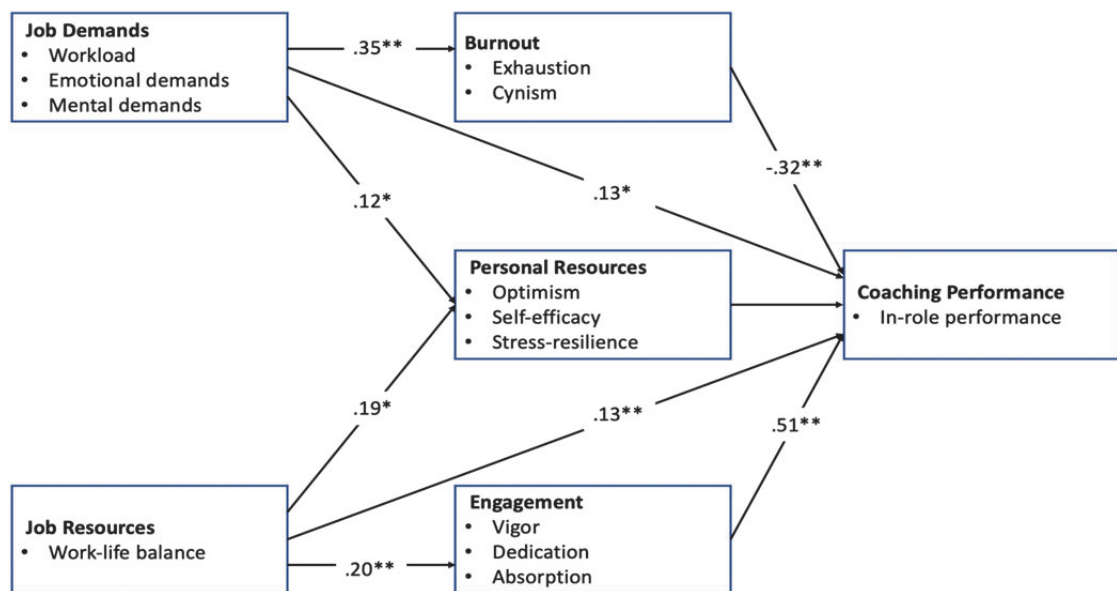 Job Demands
• Workload
• Emotional demands
• Mental demands
.35**
Burnout
• Exhaustion
• Cynism
-.32**
.12*
.13*
Personal Resources
• Optimism
• Self-efficacy
• Stress-resilience
Coaching Performance
• In-role performance
.19*
.13**
.51**
Job Resources
• Work-life balance
.20**
Engagement
• Vigor
• Dedication
• Absorption